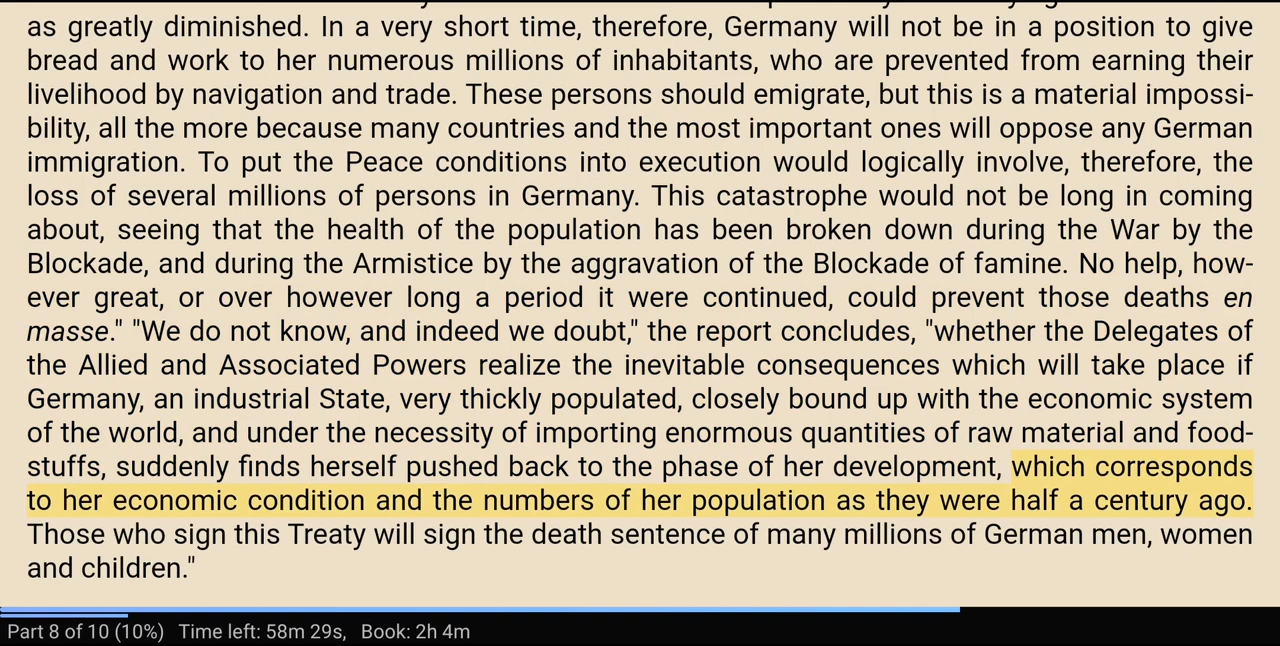 as greatly diminished. In a very short time, therefore, Germany will not be in a position to give
bread and work to her numerous millions of inhabitants, who are prevented from earning their
livelihood by navigation and trade. These persons should emigrate, but this is a material impossi-
bility, all the more because many countries and the most important ones will oppose any German
immigration. To put the Peace conditions into execution would logically involve, therefore, the
loss of several millions of persons in Germany. This catastrophe would not be long in coming
about, seeing that the health of the population has been broken down during the War by the
Blockade, and during the Armistice by the aggravation of the Blockade of famine. No help, how-
ever great, or over however long a period it were continued, could prevent those deaths en
masse." "We do not know, and indeed we doubt," the report concludes, "whether the Delegates of
the Allied and Associated Powers realize the inevitable consequences which will take place if
Germany, an industrial State, very thickly populated, closely bound up with the economic system
of the world, and under the necessity of importing enormous quantities of raw material and food-
stuffs, suddenly finds herself pushed back to the phase of her development, which corresponds
to her economic condition and the numbers of her population as they were half a century ago.
Those who sign this Treaty will sign the death sentence of many millions of German men, women
and children."
Part 8 of 10 (10%) Time left: 58m 29s, Book: 2h 4m